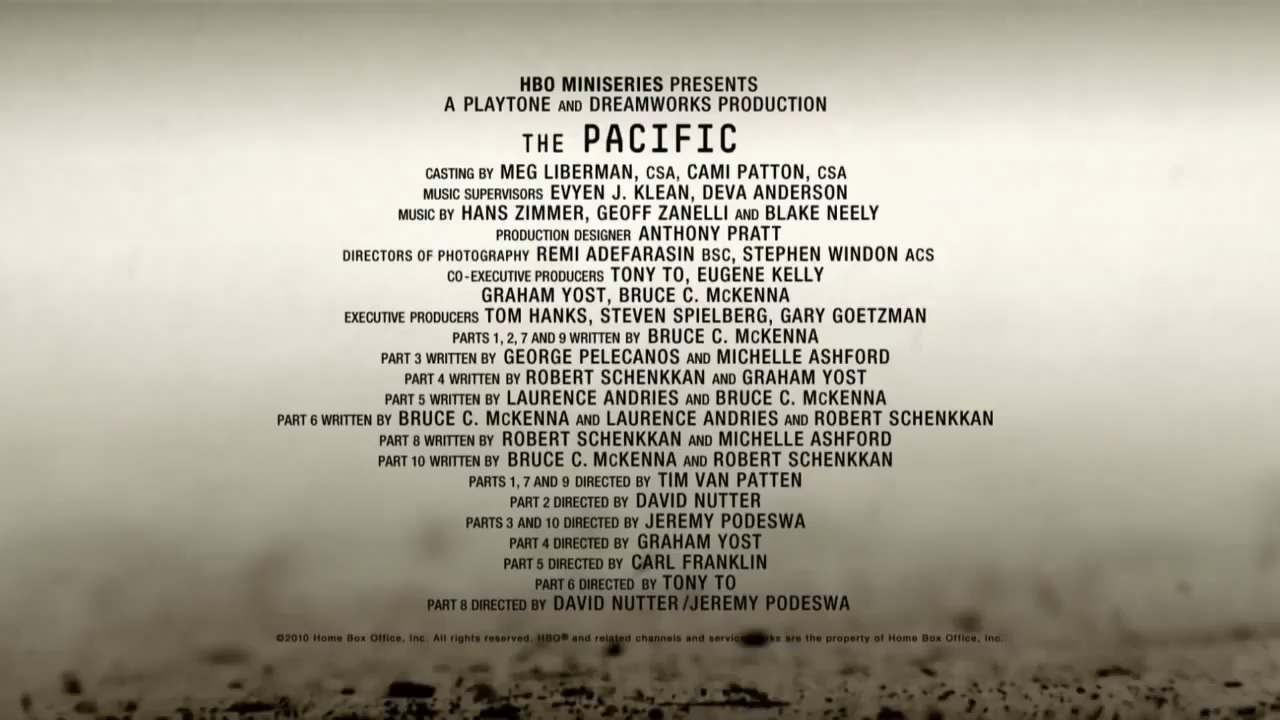 HBO MINISERIES PRESENTS
A PLAYTONE AND DREAMWORKS PRODUCTION
THE PACIFIC
CASTING BY MEG LIBERMAN, CSA, CAMI PATTON, CSA
MUSIC SUPERVISORS EVYEN J. KLEAN, DEVA ANDERSON
MUSIC BY HANS ZIMMER, GEOFF ZANELLI AND BLAKE NEELY
PRODUCTION DESIGNER ANTHONY PRATT
DIRECTORS OF PHOTOGRAPHY REMI ADEFARASIN BSC, STEPHEN WINDON ACS
CO-EXECUTIVE PRODUCERS TONY TO, EUGENE KELLY
GRAHAM YOST, BRUCE C. McKENNA
EXECUTIVE PRODUCERS TOM HANKS, STEVEN SPIELBERG, GARY GOETZMAN
PARTS 1, 2, 7 AND 9 WRITTEN BY BRUCE C. McKENNA
PART 3 WRITTEN BY GEORGE PELECANOS AND MICHELLE ASHFORD
PART 4 WRITTEN BY ROBERT SCHENKKAN AND GRAHAM YOST
PART 5 WRITTEN BY LAURENCE ANDRIES AND BRUCE C. McKENNA
PART 6 WRITTEN BY BRUCE C. McKENNA AND LAURENCE ANDRIES AND ROBERT SCHENKKAN
PART 8 WRITTEN BY ROBERT SCHENKKAN AND MICHELLE ASHFORD
PART 10 WRITTEN BY BRUCE C. McKENNA AND ROBERT SCHENKKAN
PARTS 1, 7 AND 9 DIRECTED BY TIM VAN PATTEN
PART 2 DIRECTED BY DAVID NUTTER
PARTS 3 AND 10 DIRECTED BY JEREMY PODESWA
PART 4 DIRECTED BY GRAHAM YOST
PART 5 DIRECTED BY CARL FRANKLIN
PART 6 DIRECTED BY TONY TO
PART 8 DIRECTED BY DAVID NUTTER/JEREMY PODESWA
©2010 Home Box Office, Inc. All rights reserved. HBO® and related channels and are the property of Home Box Office, Inc.